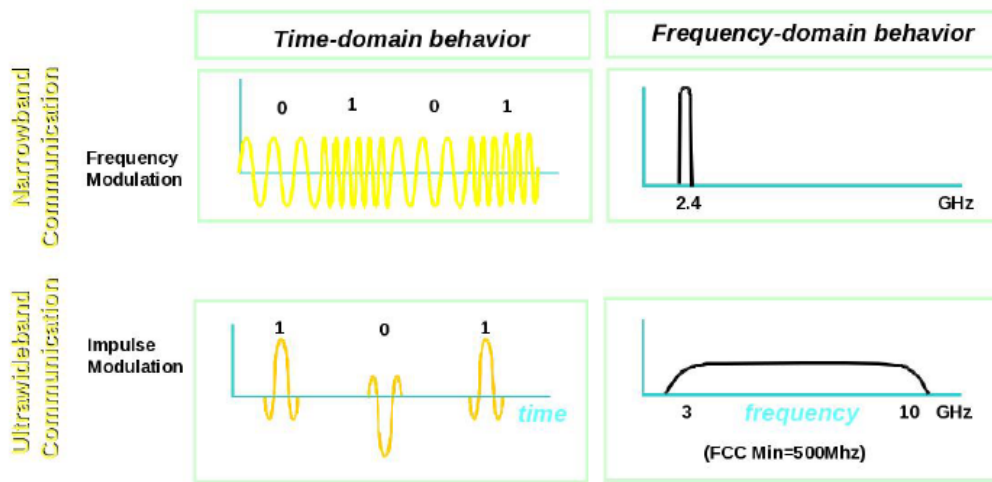 Time-domain behavior
Frequency-domain behavior
Narrowband
Communication
Frequency
Modulation
0 1 0 1
2.4
GHz
Ultrawideband
Communication
Impulse
Modulation
1 0 1
time
3 frequency 10 GHz
(FCC Min=500Mhz)